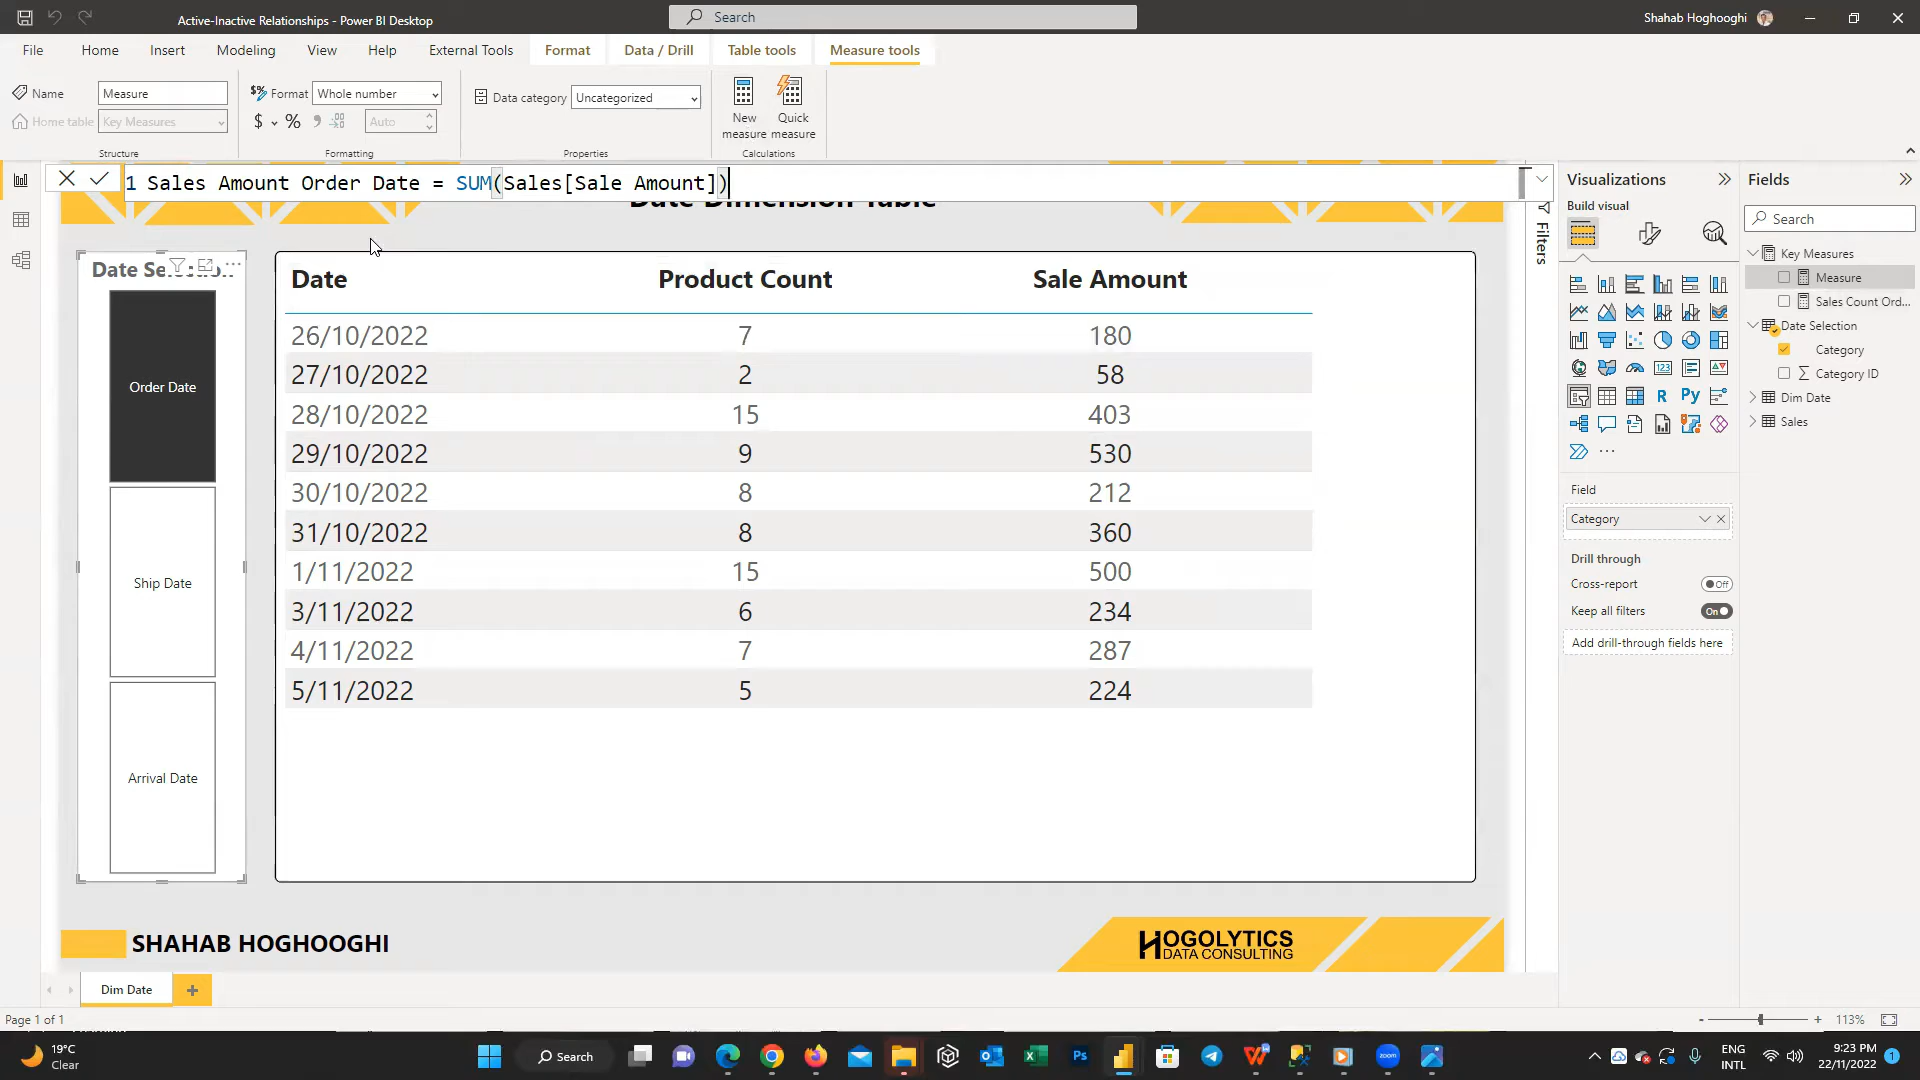 Active-Inactive Relationships - Power BI Desktop
Search
Shahab Hoghooghi
File
Home
Insert
Modeling
View
Help
External Tools
Format
Data / Drill
Table tools
Measure tools
Name
Measure
Home table
Key Measures
Structure
Format
Whole number
$
%
Auto
Formatting
Data category
Uncategorized
Properties
New measure
Quick measure
Calculations
1 Sales Amount Order Date = SUM(Sales[Sale Amount])
Date Dimension Table
Date Selection
Order Date
Ship Date
Arrival Date
Date Product Count Sale Amount
26/10/2022 7 180
27/10/2022 2 58
28/10/2022 15 403
29/10/2022 9 530
30/10/2022 8 212
31/10/2022 8 360
1/11/2022 15 500
3/11/2022 6 234
4/11/2022 7 287
5/11/2022 5 224
SHAHAB HOGHOOGHI
HOGOLYTICS
DATA CONSULTING
Filters
Visualizations
Build visual
R
Py
123
Field
Category
Drill through
Cross-report
Off
Keep all filters
On
Add drill-through fields here
Fields
Search
Key Measures
Measure
Sales Count Ord...
Date Selection
Category
Category ID
Dim Date
Sales
Dim Date
Page 1 of 1
113%
19°C
Clear
Search
Ps
zoom
ENG
INTL
9:23 PM
22/11/2022
1